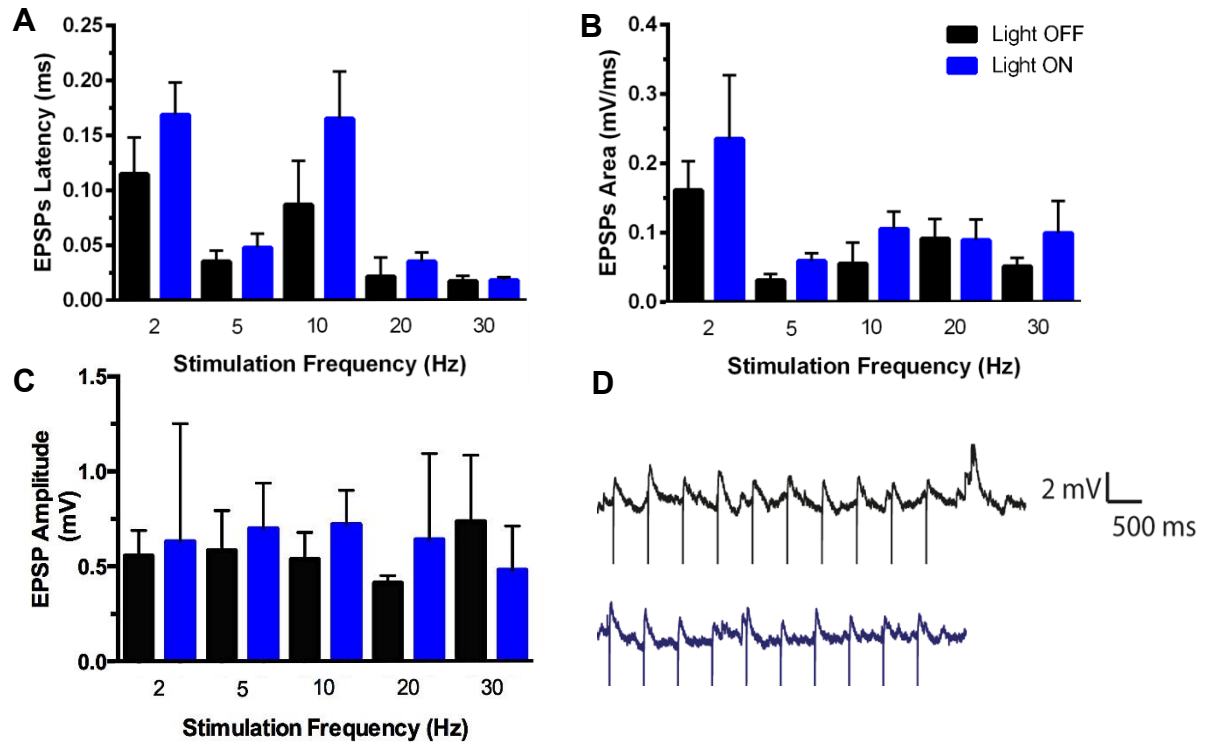 A
EPSPs Latency (ms)
0.25
0.20
0.15
0.10
0.05
0.00
2 5 10 20 30
Stimulation Frequency (Hz)
B
EPSPs Area (mV/ms)
0.4
0.3
0.2
0.1
0.0
2 5 10 20 30
Stimulation Frequency (Hz)
Light OFF
Light ON
C
EPSP Amplitude
(mV)
1.5
1.0
0.5
0.0
2 5 10 20 30
Stimulation Frequency (Hz)
D
2 mV
500 ms